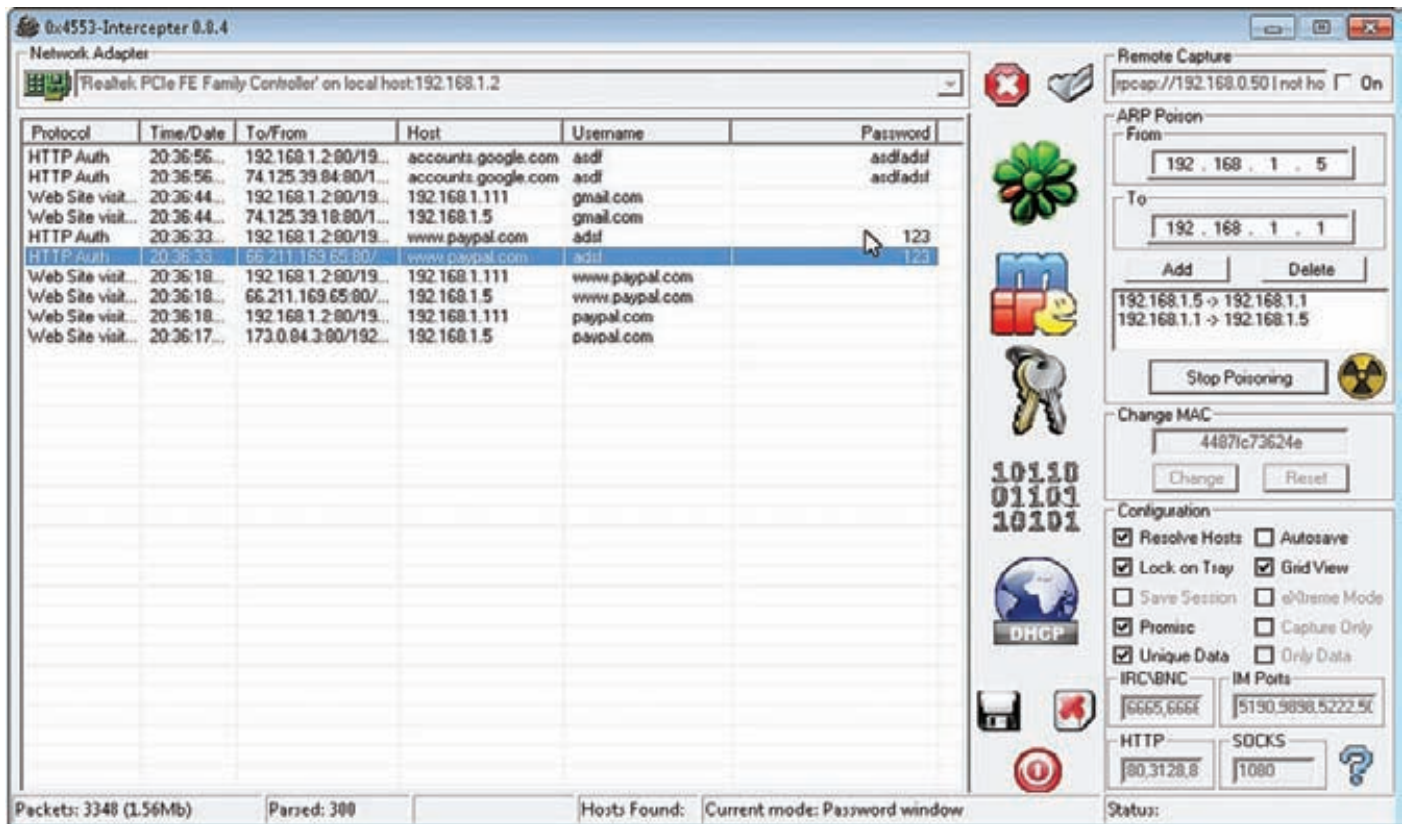 0x4553-Intercepter 0.8.4
Network Adapter
'Realtek PCIe FE Family Controller' on local host:192.168.1.2
Protocol Time/Date To/From Host Username Password
HTTP Auth 20:36:56... 192.168.1.2:80/19... accounts.google.com asdf asdfadsf
HTTP Auth 20:36:56... 74.125.39.84:80/1... accounts.google.com asdf asdfadsf
Web Site visit... 20:36:44... 192.168.1.2:80/19... 192.168.1.111 gmail.com
Web Site visit... 20:36:44... 74.125.39.18:80/1... 192.168.1.5 gmail.com
HTTP Auth 20:36:33... 192.168.1.2:80/19... www.paypal.com adsf 123
HTTP Auth 20:36:33... 66.211.169.65:80/... www.paypal.com adsf 123
Web Site visit... 20:36:18... 192.168.1.2:80/19... 192.168.1.111 www.paypal.com
Web Site visit... 20:36:18... 66.211.169.65:80/... 192.168.1.5 www.paypal.com
Web Site visit... 20:36:18... 192.168.1.2:80/19... 192.168.1.111 paypal.com
Web Site visit... 20:36:17... 173.0.84.3:80/192... 192.168.1.5 paypal.com
Remote Capture
rpcap://192.168.0.50 | not ho On
ARP Poison
From
192 . 168 . 1 . 5
To
192 . 168 . 1 . 1
Add Delete
192.168.1.5 -> 192.168.1.1
192.168.1.1 -> 192.168.1.5
Stop Poisoning
Change MAC
4487fc73624e
Change Reset
Configuration
Resolve Hosts Autosave
Lock on Tray Grid View
Save Session eXtreme Mode
Promisc Capture Only
Unique Data Only Data
IRC\BNC IM Ports
6665,6666 5190,9898,5222,50
HTTP SOCKS
80,3128,8 1080
mirc
10110
01101
10101
DHCP
Packets: 3348 (1.56Mb) Parsed: 300 Hosts Found: Current mode: Password window Status: